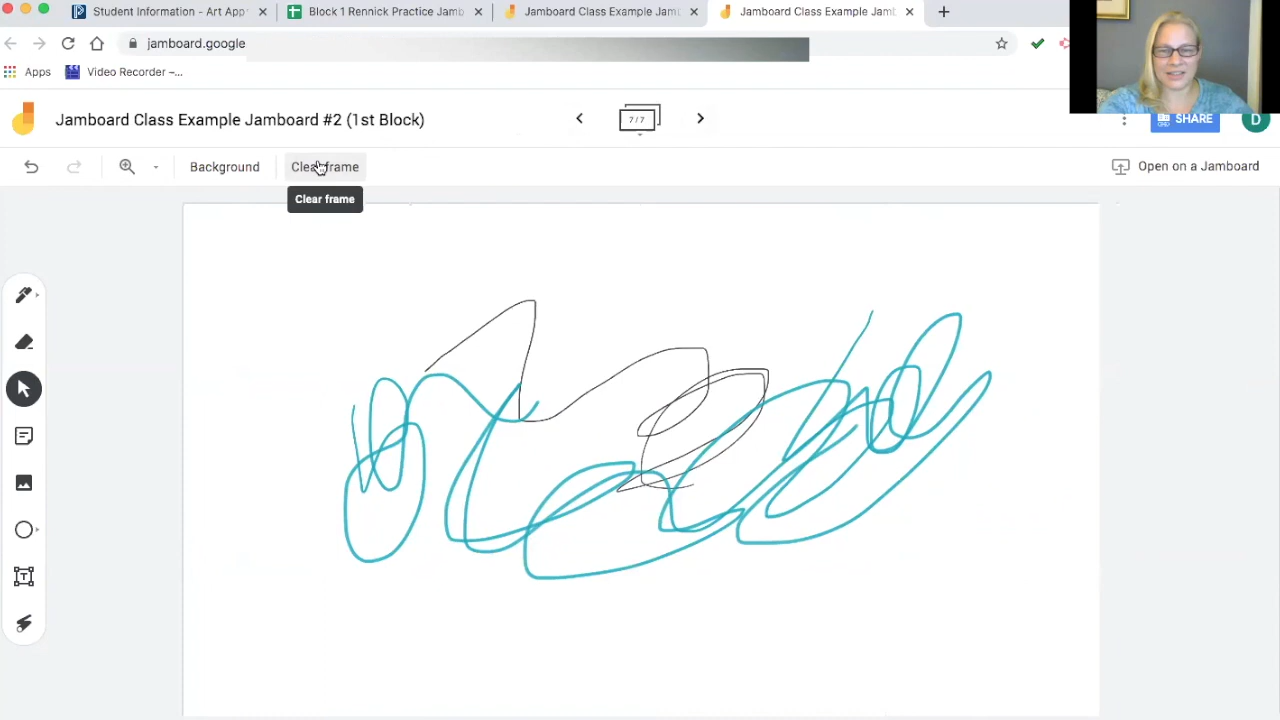 Student Information - Art App
Block 1 Rennick Practice Jamb
Jamboard Class Example Jam
Jamboard Class Example Jamb
jamboard.google
Apps
Video Recorder –...
Jamboard Class Example Jamboard #2 (1st Block)
7/7
SHARE
D
Background
Clear frame
Open on a Jamboard
Clear frame
T